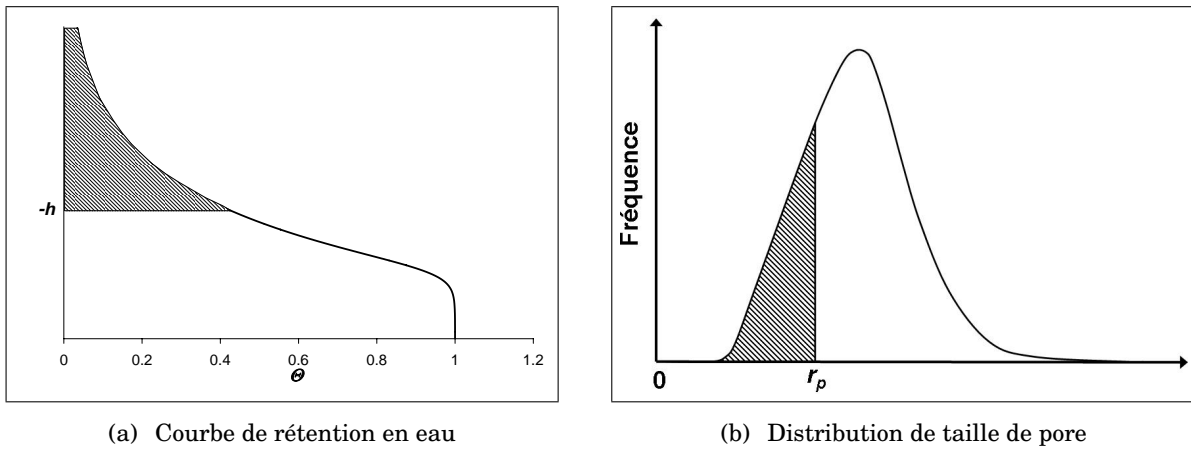 -h
0
0.2
0.4
0.6
0.8
1
1.2
Θ
(a) Courbe de rétention en eau
Fréquence
0
r_p
(b) Distribution de taille de pore